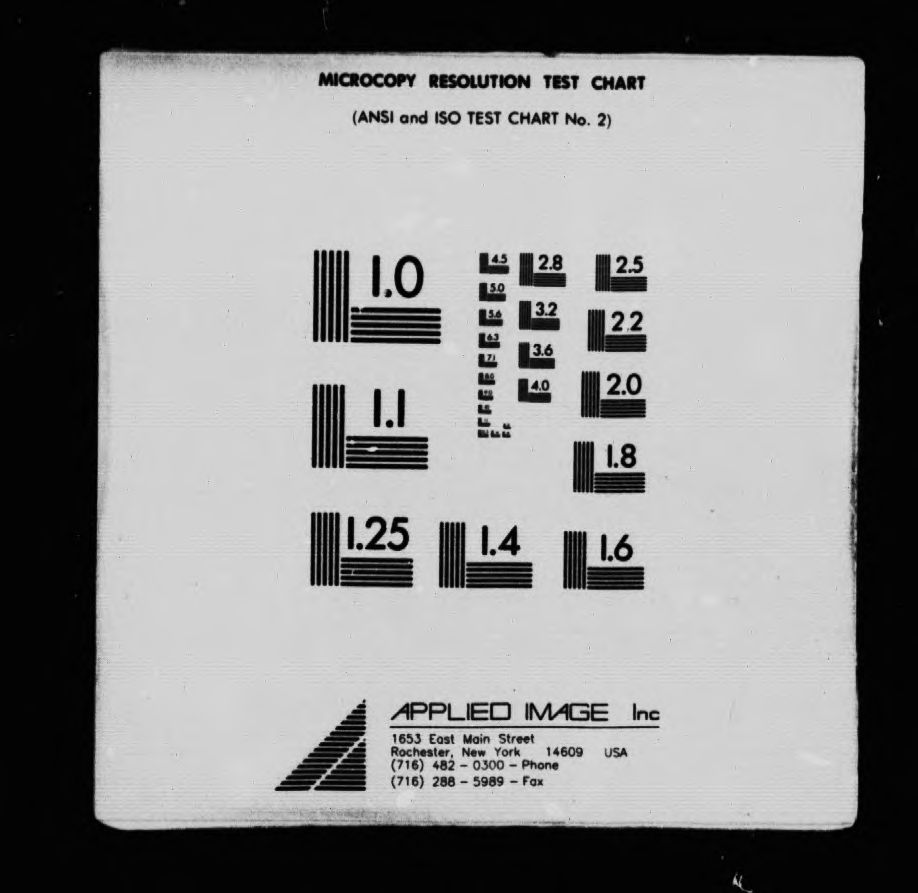 MICROCOPY RESOLUTION TEST CHART
(ANSI and ISO TEST CHART No. 2)
1.0
4.5
2.8
2.5
5.0
5.6
3.2
2.2
6.3
7.1
3.6
8.0
4.0
2.0
1.1
1.8
1.25
1.4
1.6
APPLIED IMAGE Inc
1653 East Main Street
Rochester, New York 14609 USA
(716) 482 - 0300 - Phone
(716) 288 - 5989 - Fax